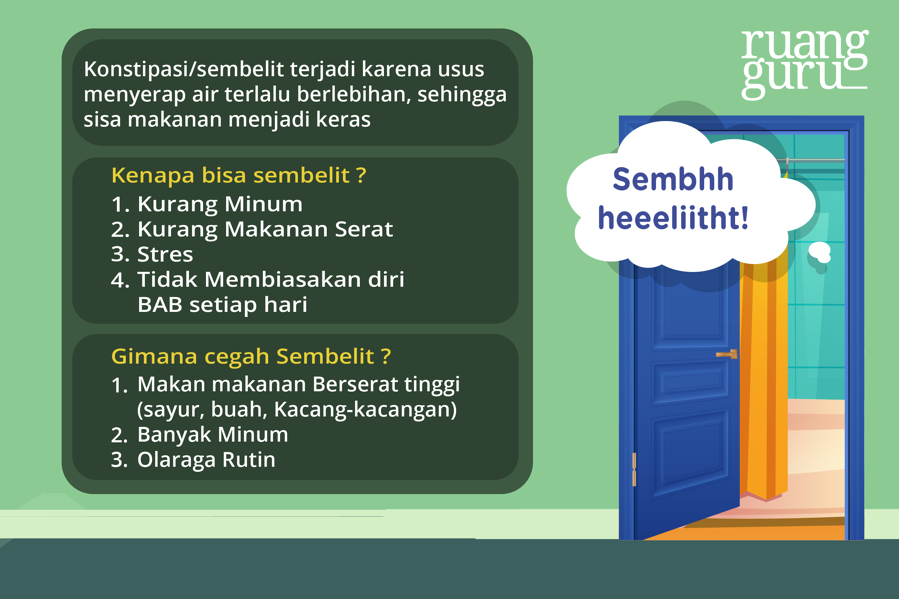 ruang
guru
Konstipasi/sembelit terjadi karena usus
menyerap air terlalu berlebihan, sehingga
sisa makanan menjadi keras
Kenapa bisa sembelit ?
1. Kurang Minum
2. Kurang Makanan Serat
3. Stres
4. Tidak Membiasakan diri
BAB setiap hari
Gimana cegah Sembelit ?
1. Makan makanan Berserat tinggi
(sayur, buah, Kacang-kacangan)
2. Banyak Minum
3. Olaraga Rutin
Sembhh
heeeliitht!